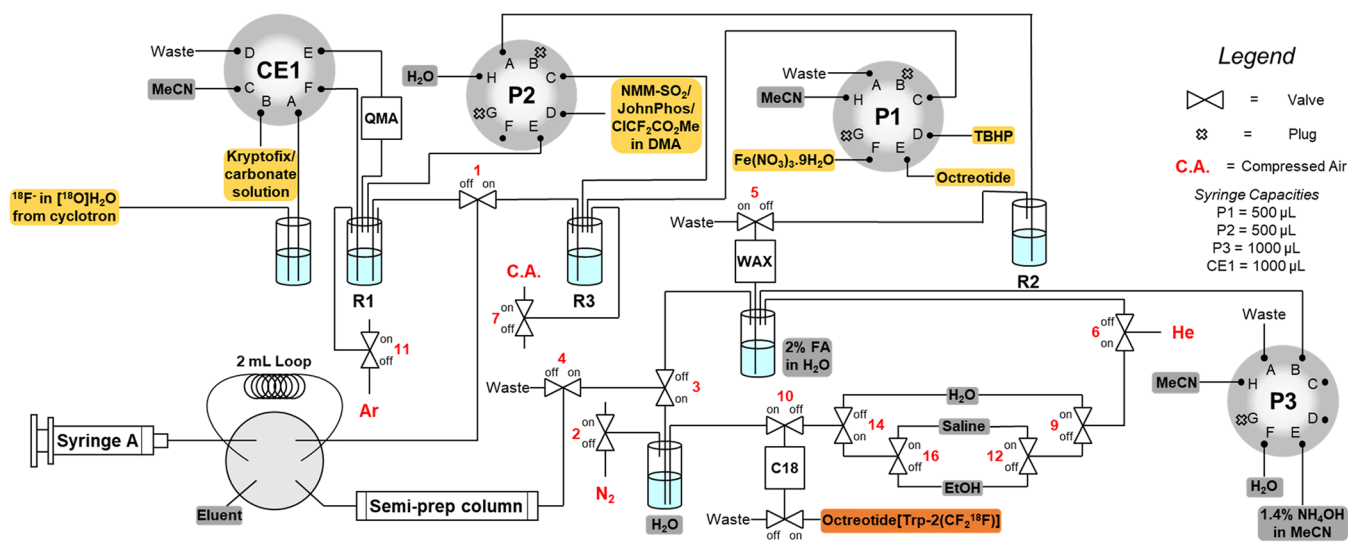 Waste
D
E
CE1
MeCN
C
F
B
A
QMA
Kryptofix/
carbonate
solution
¹⁸F⁻ in [¹⁸O]H₂O
from cyclotron
R1
H₂O
A
B
H
C
P2
G
D
F
E
NMM-SO₂/
JohnPhos/
ClCF₂CO₂Me
in DMA
1
off on
R3
C.A.
on
7
off
Waste
MeCN
A
B
H
C
P1
G
D
F
E
TBHP
Fe(NO₃)₃.9H₂O
Octreotide
5
on off
Waste
WAX
R2
Legend
= Valve
= Plug
C.A. = Compressed Air
Syringe Capacities
P1 = 500 µL
P2 = 500 µL
P3 = 1000 µL
CE1 = 1000 µL
on
11
off
Ar
2 mL Loop
Syringe A
Eluent
Semi-prep column
4
Waste
off on
off
3
on
on
2
off
N₂
H₂O
2% FA
in H₂O
off
6
on
He
10
on off
off
14
on
H₂O
on
16
off
Saline
on
12
off
EtOH
off
9
on
C18
Waste
off on
Octreotide[Trp-2(CF₂¹⁸F)]
Waste
MeCN
A
B
H
C
P3
G
D
F
E
H₂O
1.4% NH₄OH
in MeCN